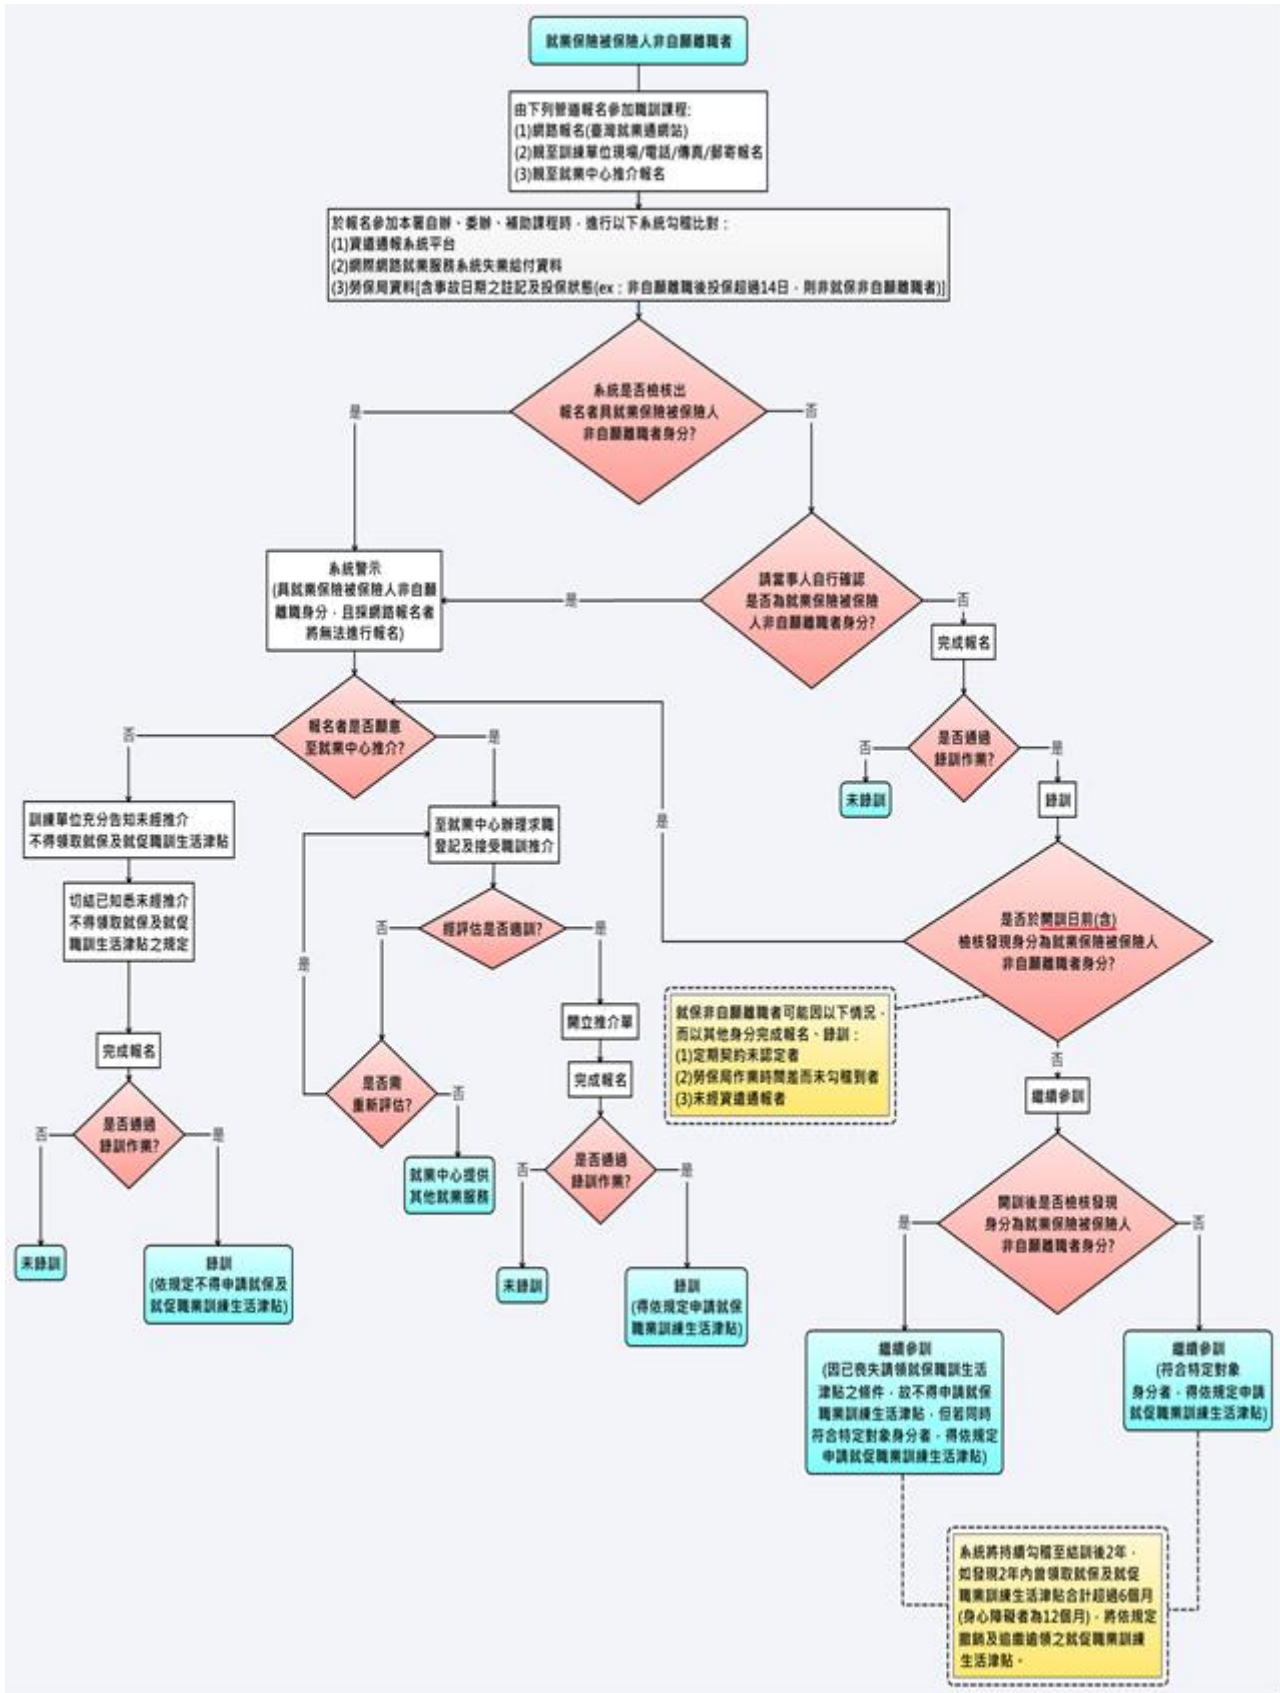 就業保險被保險人非自願離職者
由下列管道報名參加職訓課程:
(1)網路報名(臺灣就業通網站)
(2)親至訓練單位現場/電話/傳真/郵寄報名
(3)親至就業中心推介報名
於報名參加本署自辦、委辦、補助課程時，進行以下系統勾稽比對：
(1)資遣通報系統平台
(2)網際網路就業服務系統失業給付資料
(3)勞保局資料[含事故日期之註記及投保狀態(ex：非自願離職後投保超過14日，則非就保非自願離職者)]
系統是否檢核出
報名者具就業保險被保險人
非自願離職者身分?
是
否
系統警示
(具就業保險被保險人非自願
離職身分，且採網路報名者
將無法進行報名)
請當事人自行確認
是否為就業保險被保險
人非自願離職者身分?
是
否
完成報名
是否通過
錄訓作業?
否
是
未錄訓
錄訓
報名者是否願意
至就業中心推介?
否
是
訓練單位充分告知未經推介
不得領取就保及就促職訓生活津貼
切結已知悉未經推介
不得領取就保及就促
職訓生活津貼之規定
完成報名
是否通過
錄訓作業?
否
是
未錄訓
錄訓
(依規定不得申請就保及
就促職業訓練生活津貼)
至就業中心辦理求職
登記及接受職訓推介
經評估是否適訓?
否
是
是
是否需
重新評估?
否
就業中心提供
其他就業服務
開立推介單
完成報名
是否通過
錄訓作業?
否
是
未錄訓
錄訓
(得依規定申請就保
職業訓練生活津貼)
是
是否於開訓日前(含)
檢核發現身分為就業保險被保險人
非自願離職者身分?
就保非自願離職者可能因以下情況，
而以其他身分完成報名、錄訓：
(1)定期契約未認定者
(2)勞保局作業時間差而未勾稽到者
(3)未經資遣通報者
否
繼續參訓
開訓後是否檢核發現
身分為就業保險被保險人
非自願離職者身分?
是
否
繼續參訓
(因已喪失請領就保職訓生活
津貼之條件，故不得申請就保
職業訓練生活津貼，但若同時
符合特定對象身分者，得依規定
申請就促職業訓練生活津貼)
繼續參訓
(符合特定對象
身分者，得依規定申請
就促職業訓練生活津貼)
系統將持續勾稽至結訓後2年，
如發現2年內曾領取就保及就促
職業訓練生活津貼合計超過6個月
(身心障礙者為12個月)，將依規定
撤銷及追繳逾領之就促職業訓練
生活津貼。